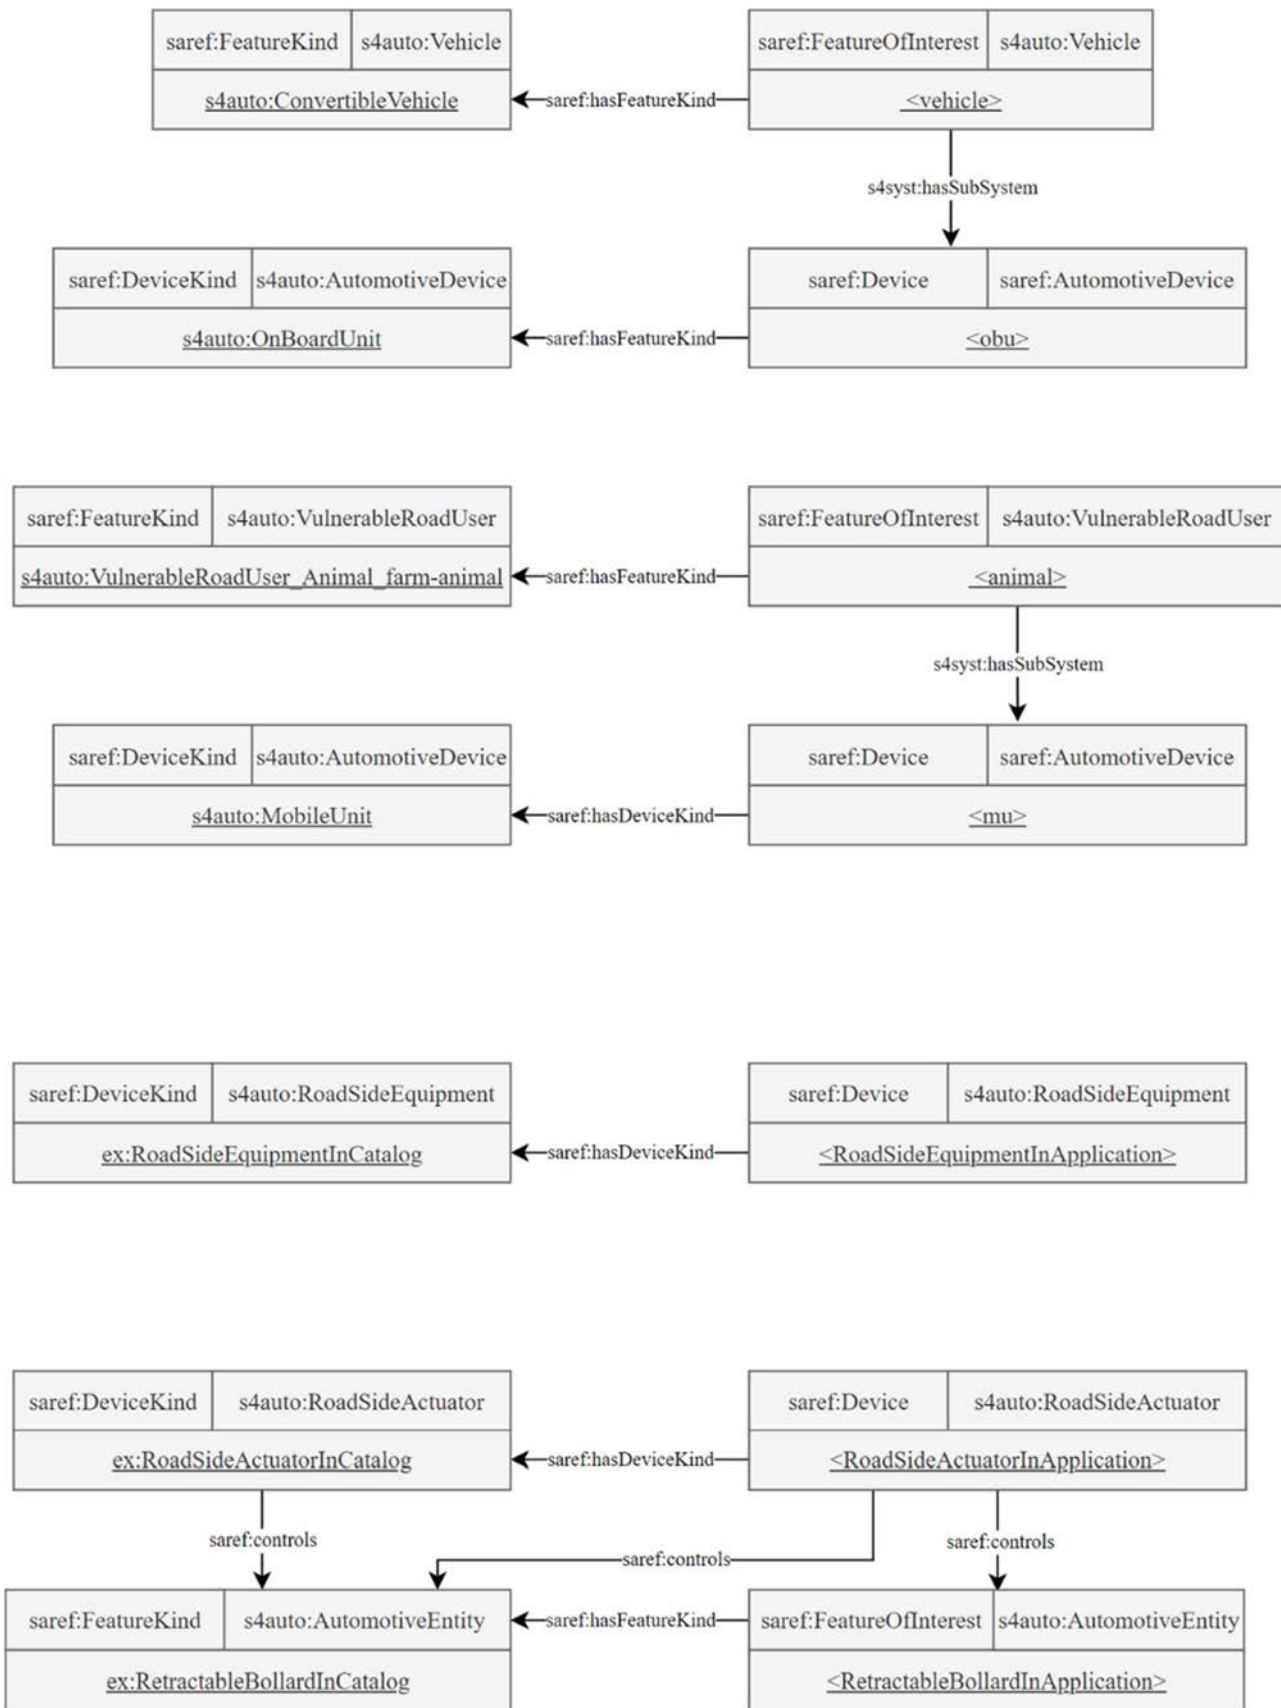 saref:FeatureKind s4auto:Vehicle saref:FeatureOfInterest s4auto:Vehicle
s4auto:ConvertibleVehicle saref:hasFeatureKind <vehicle>
s4syst:hasSubSystem
saref:DeviceKind s4auto:AutomotiveDevice saref:Device saref:AutomotiveDevice
s4auto:OnBoardUnit saref:hasFeatureKind <obu>
saref:FeatureKind s4auto:VulnerableRoadUser saref:FeatureOfInterest s4auto:VulnerableRoadUser
s4auto:VulnerableRoadUser_Animal_farm-animal saref:hasFeatureKind <animal>
s4syst:hasSubSystem
saref:DeviceKind s4auto:AutomotiveDevice saref:Device saref:AutomotiveDevice
s4auto:MobileUnit saref:hasDeviceKind <mu>
saref:DeviceKind s4auto:RoadSideEquipment saref:Device s4auto:RoadSideEquipment
ex:RoadSideEquipmentInCatalog saref:hasDeviceKind <RoadSideEquipmentInApplication>
saref:DeviceKind s4auto:RoadSideActuator saref:Device s4auto:RoadSideActuator
ex:RoadSideActuatorInCatalog saref:hasDeviceKind <RoadSideActuatorInApplication>
saref:controls saref:controls saref:controls
saref:FeatureKind s4auto:AutomotiveEntity saref:hasFeatureKind saref:FeatureOfInterest s4auto:AutomotiveEntity
ex:RetractableBollardInCatalog <RetractableBollardInApplication>